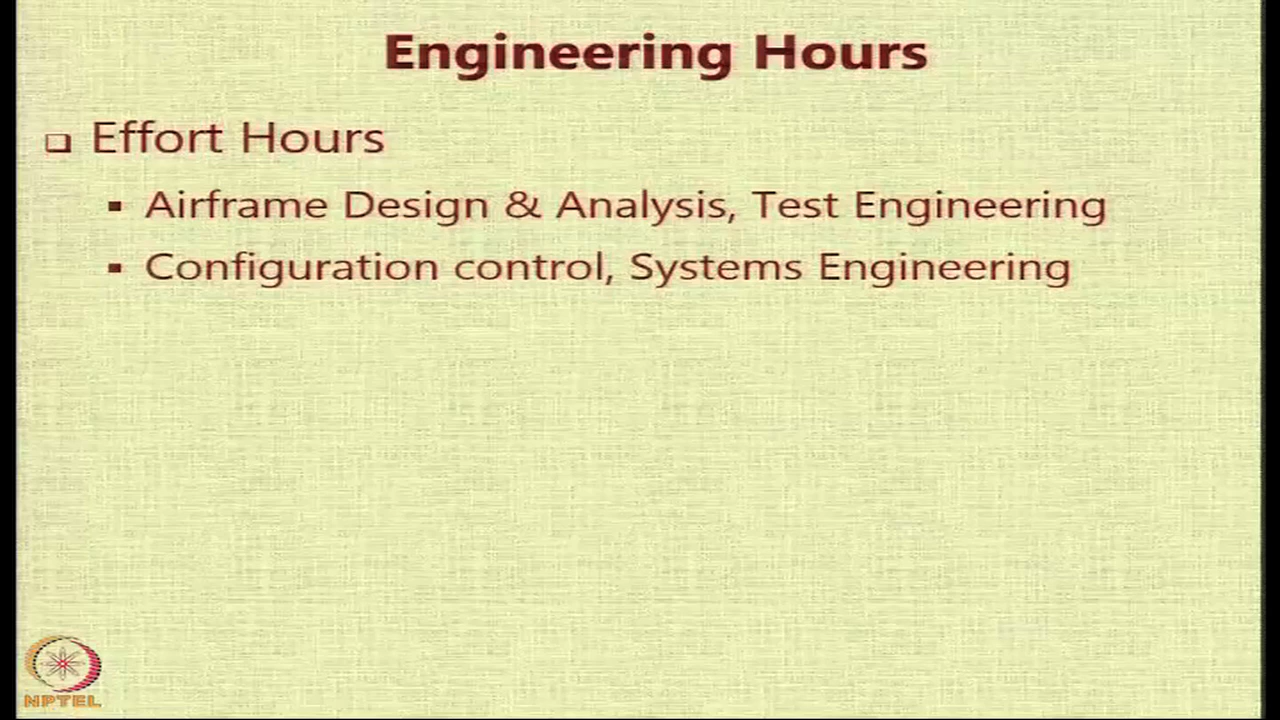 Engineering Hours
❑ Effort Hours
▪ Airframe Design & Analysis, Test Engineering
▪ Configuration control, Systems Engineering
NPTEL